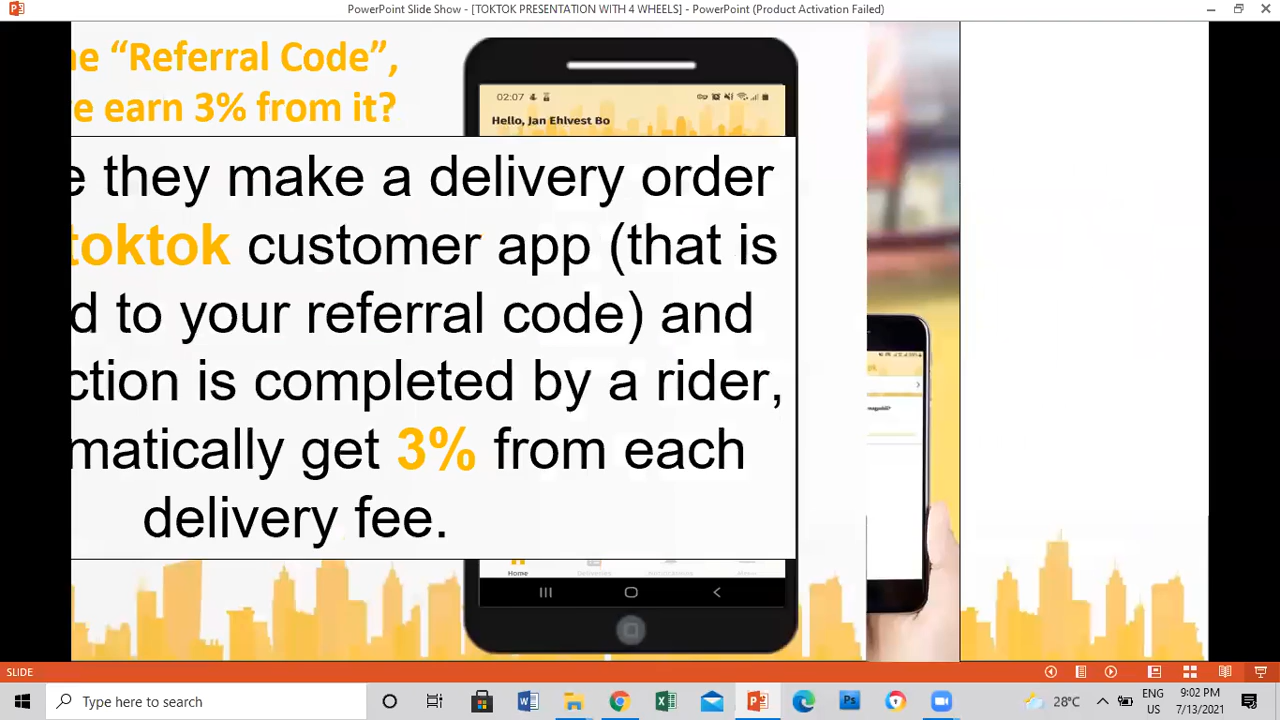 PowerPoint Slide Show - [TOKTOK PRESENTATION WITH 4 WHEELS] - PowerPoint (Product Activation Failed)
ne “Referral Code”,
e earn 3% from it?
02:07
Hello, Jan Ehlvest Bo
e they make a delivery order
toktok customer app (that is
d to your referral code) and
ction is completed by a rider,
matically get 3% from each
delivery fee.
Home
SLIDE
Type here to search
28°C
ENG
US
9:02 PM
7/13/2021